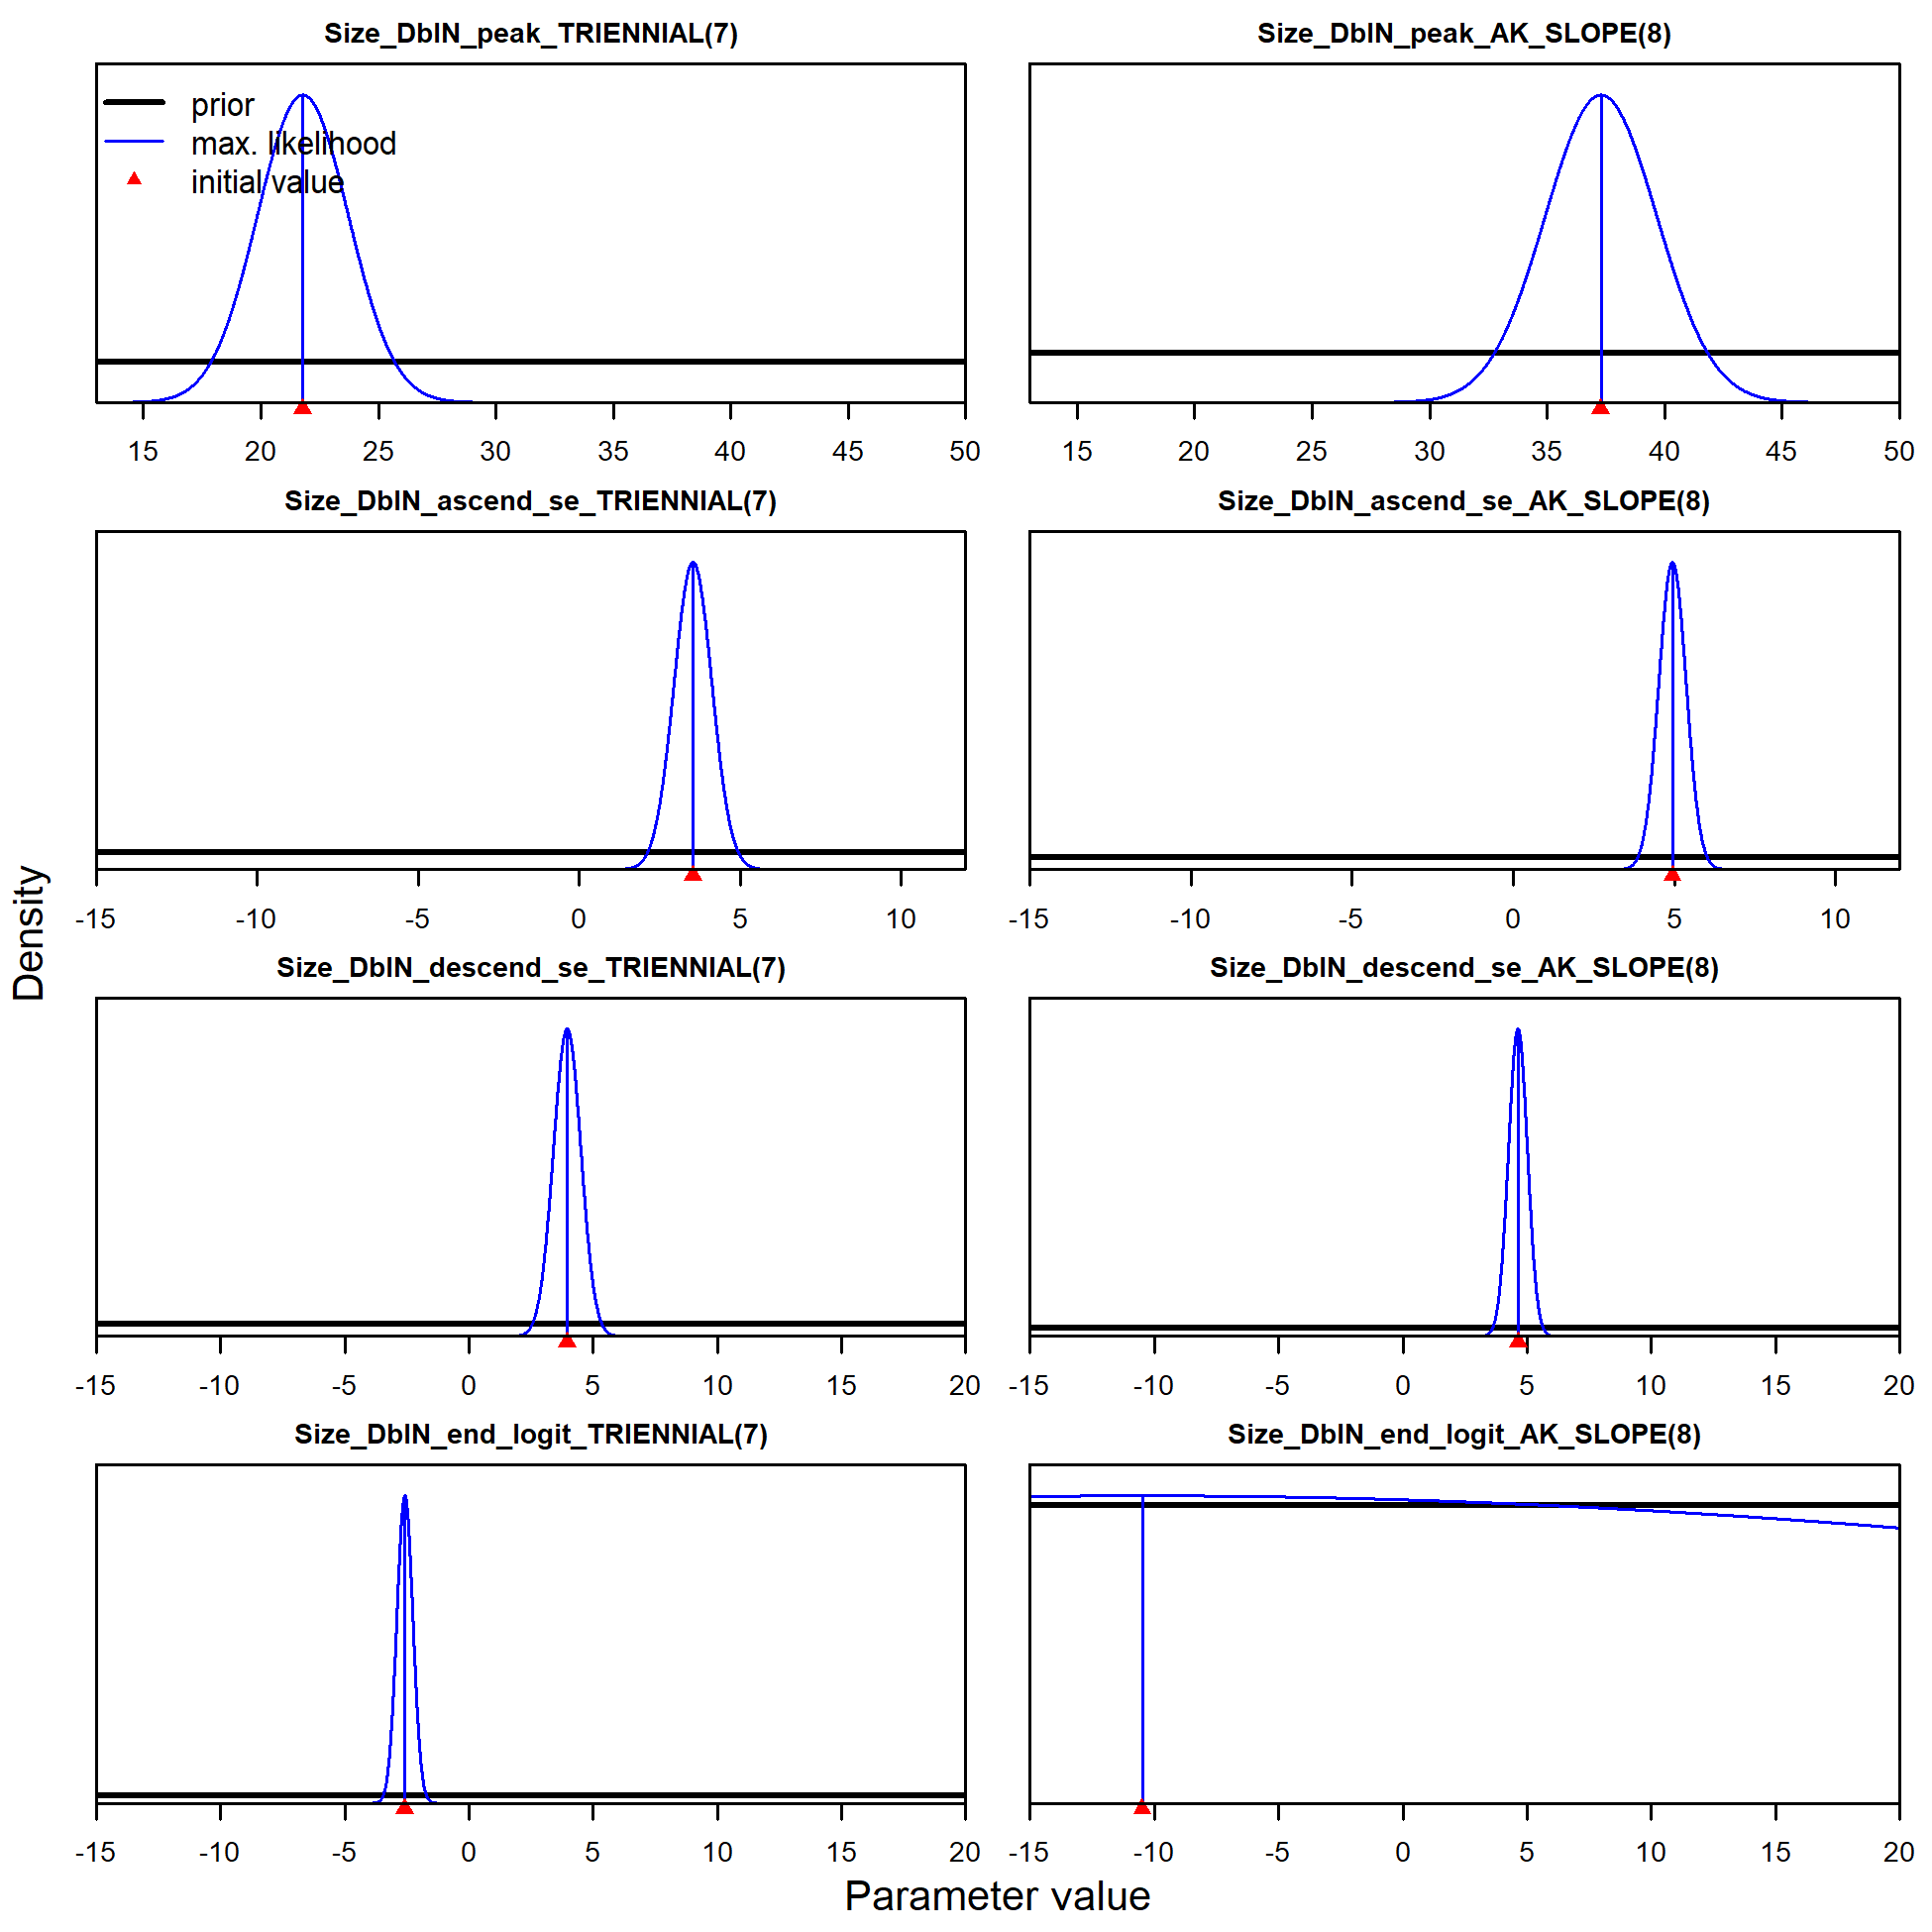 Size_DblN_peak_TRIENNIAL(7)
Size_DblN_peak_AK_SLOPE(8)
prior
max. likelihood
initial value
15 20 25 30 35 40 45 50
15 20 25 30 35 40 45 50
Size_DblN_ascend_se_TRIENNIAL(7)
Size_DblN_ascend_se_AK_SLOPE(8)
-15 -10 -5 0 5 10
-15 -10 -5 0 5 10
Size_DblN_descend_se_TRIENNIAL(7)
Size_DblN_descend_se_AK_SLOPE(8)
-15 -10 -5 0 5 10 15 20
-15 -10 -5 0 5 10 15 20
Size_DblN_end_logit_TRIENNIAL(7)
Size_DblN_end_logit_AK_SLOPE(8)
-15 -10 -5 0 5 10 15 20
-15 -10 -5 0 5 10 15 20
Density
Parameter value